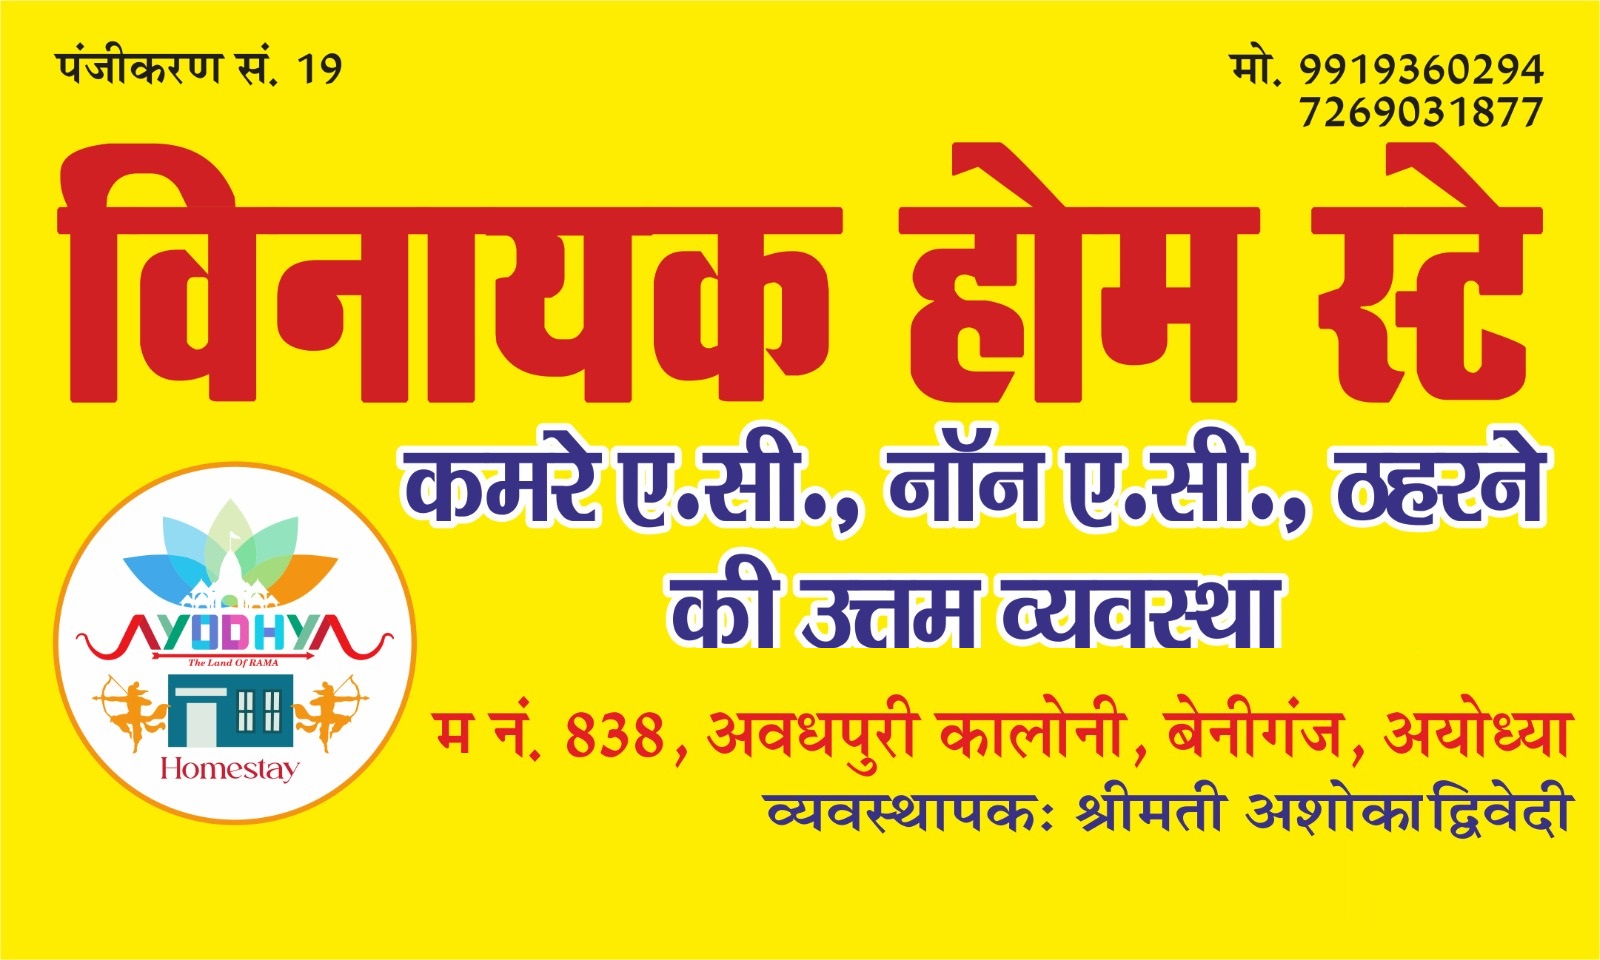 पंजीकरण सं. 19
मो. 9919360294
7269031877
विनायक होम स्टे
कमरे ए.सी., नॉन ए.सी., ठहरने
की उत्तम व्यवस्था
AYODHYA
The Land Of RAMA
Homestay
म नं. 838, अवधपुरी कालोनी, बेनीगंज, अयोध्या
व्यवस्थापकः श्रीमती अशोका द्विवेदी